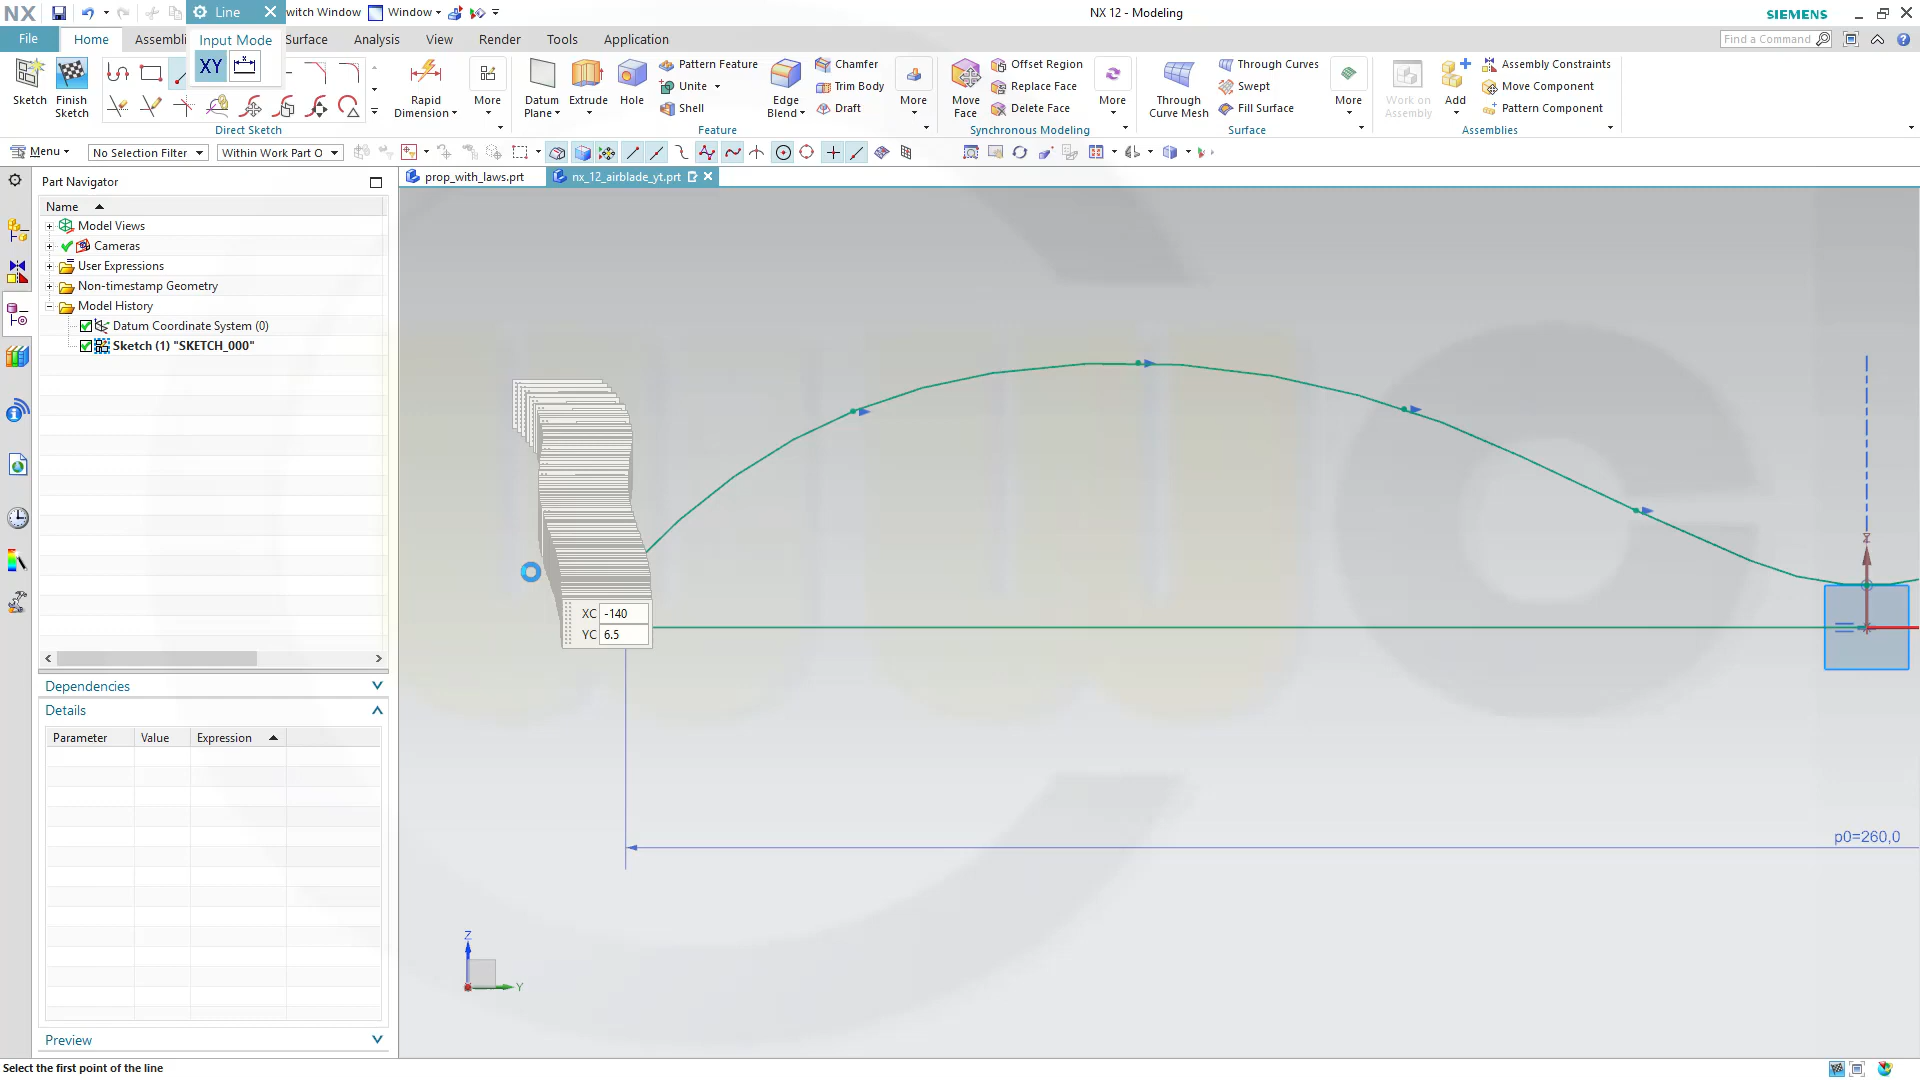 NX
Line
witch Window
Window
NX 12 - Modeling
SIEMENS
File
Home
Assembli
Input Mode
Surface
Analysis
View
Render
Tools
Application
Find a Command
XY
Sketch
Finish Sketch
Direct Sketch
Rapid Dimension
More
Datum Plane
Extrude
Hole
Pattern Feature
Unite
Shell
Edge Blend
Chamfer
Trim Body
Draft
More
Feature
Move Face
Offset Region
Replace Face
Delete Face
More
Synchronous Modeling
Through Curve Mesh
Through Curves
Swept
Fill Surface
More
Surface
Work on Assembly
Add
Assembly Constraints
Move Component
Pattern Component
Assemblies
Menu
No Selection Filter
Within Work Part O
Part Navigator
prop_with_laws.prt
nx_12_airblade_yt.prt
Name
Model Views
Cameras
User Expressions
Non-timestamp Geometry
Model History
Datum Coordinate System (0)
Sketch (1) "SKETCH_000"
Z
XC -140
YC 6.5
Dependencies
Details
Parameter Value Expression
p0=260,0
Z
Y
Preview
Select the first point of the line